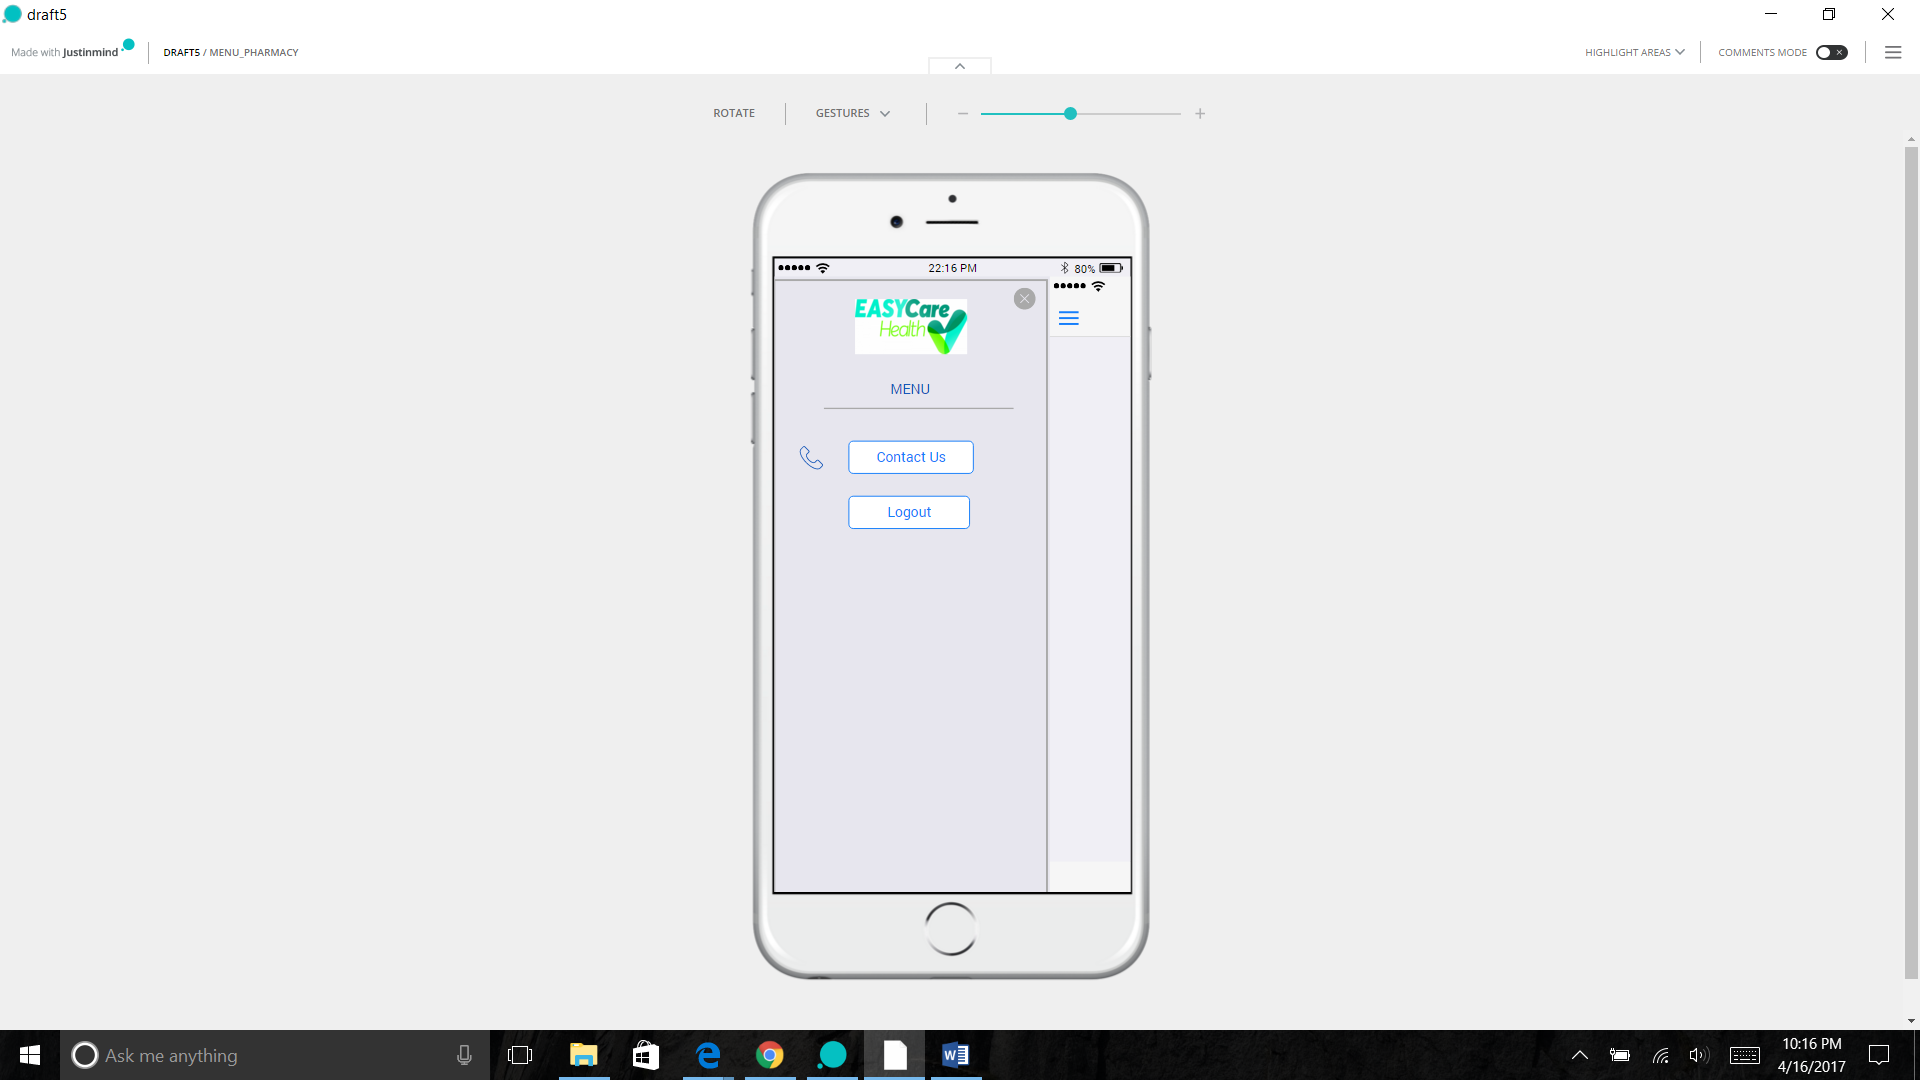 draft5
Made with Justinmind
DRAFT5 / MENU_PHARMACY
HIGHLIGHT AREAS
COMMENTS MODE
ROTATE
GESTURES
22:16 PM
80%
EASYCare
Health
MENU
Contact Us
Logout
Ask me anything
10:16 PM
4/16/2017